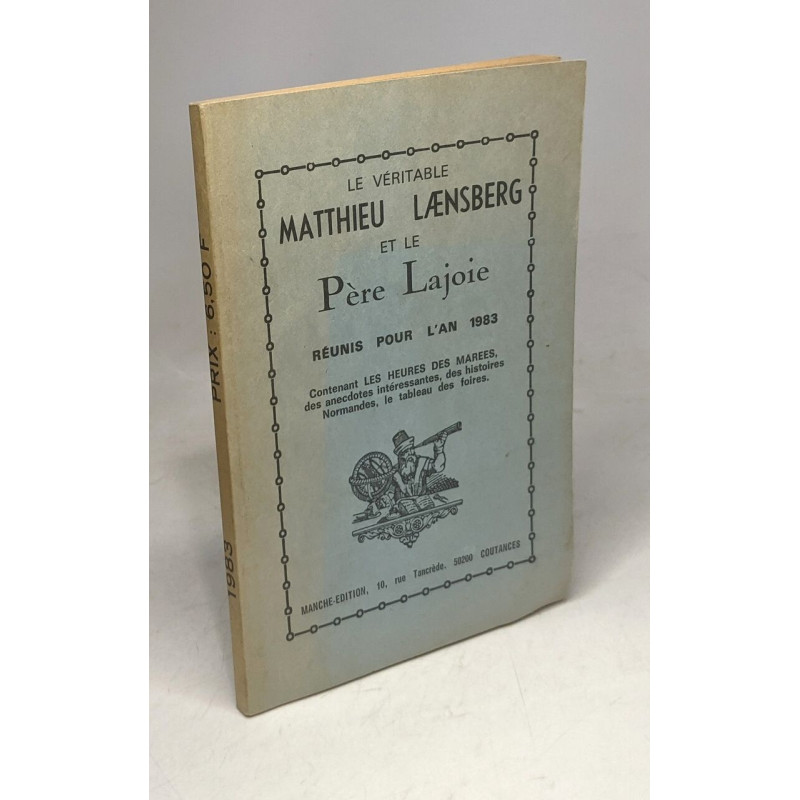 LE VÉRITABLE
MATTHIEU LÆNSBERG
ET LE
Père Lajoie
RÉUNIS POUR L'AN 1983
Contenant LES HEURES DES MAREES,
des anecdotes intéressantes, des histoires
Normandes, le tableau des foires.
MANCHE-EDITION, 10, rue Tancrède, 50200 COUTANCES
1983
PRIX : 6,50 F